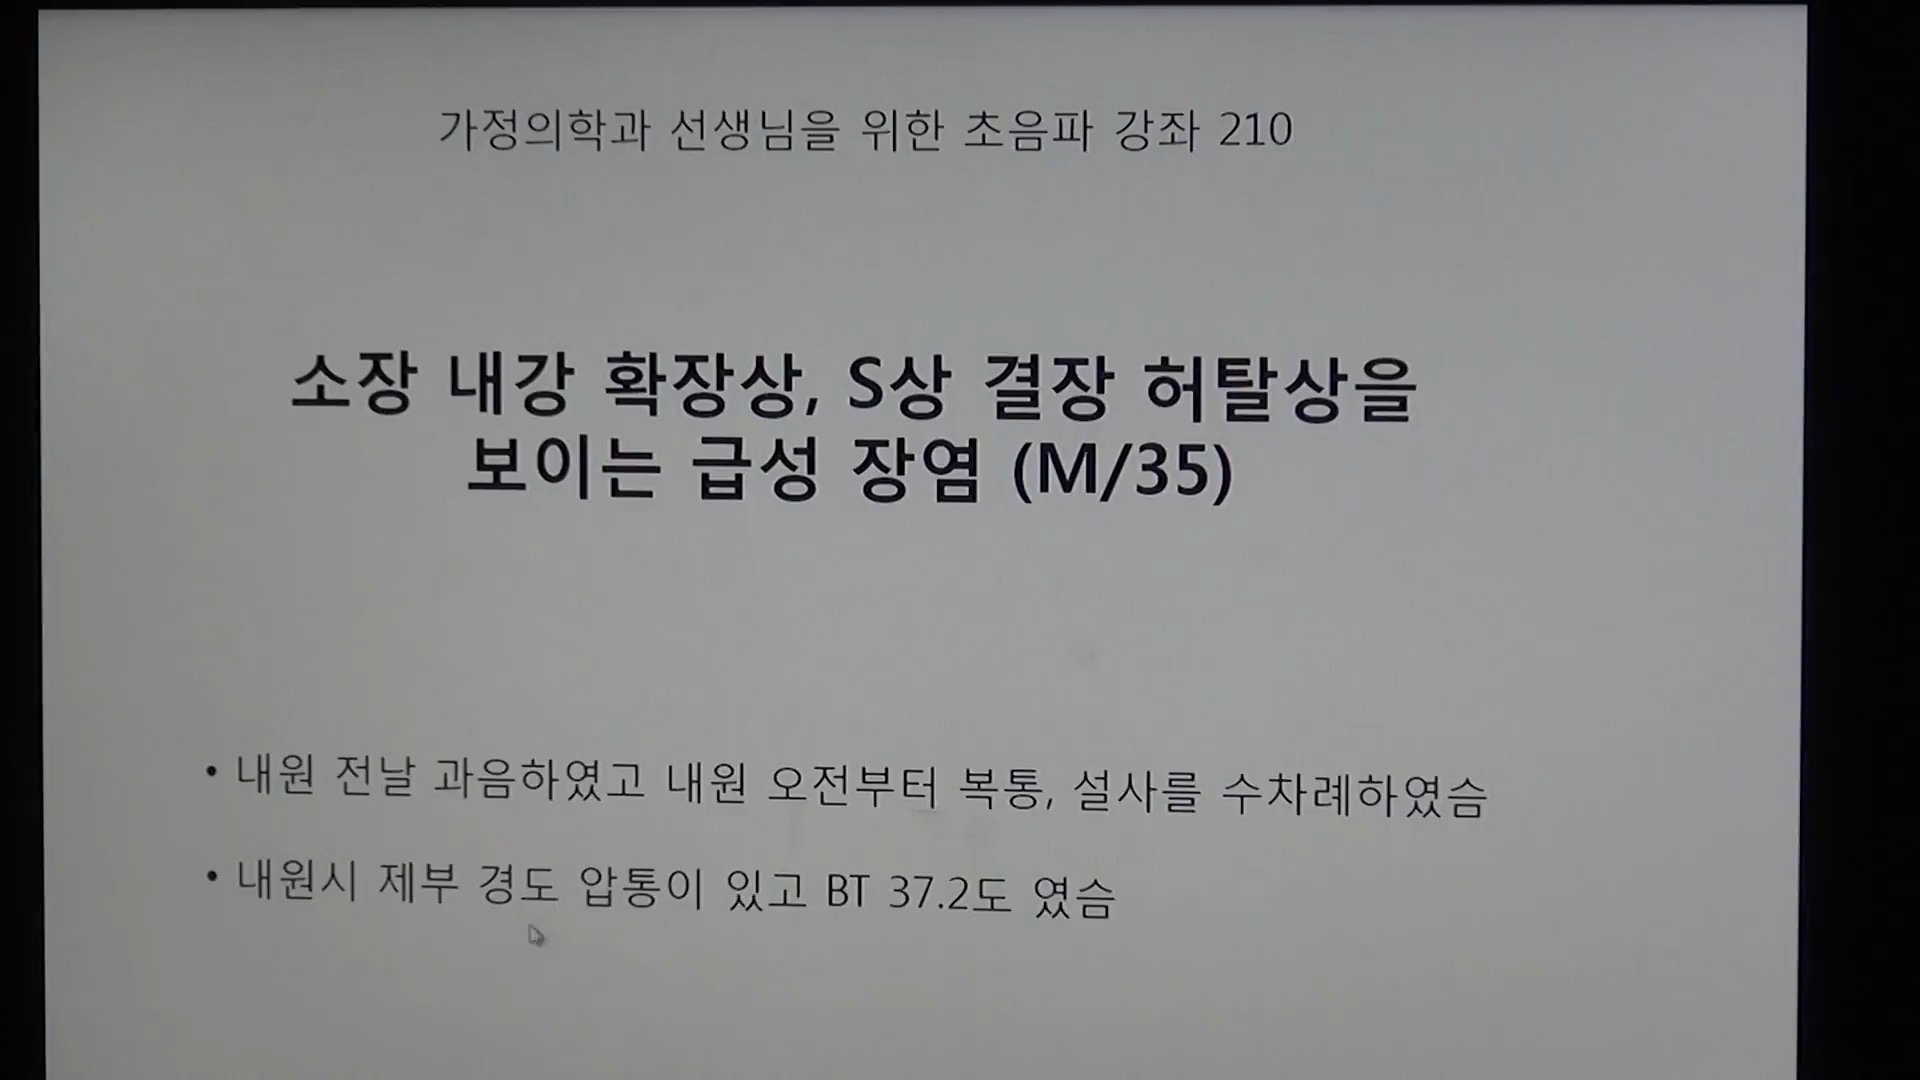 가정의학과 선생님을 위한 초음파 강좌 210
소장 내강 확장상, S상 결장 허탈상을
보이는 급성 장염 (M/35)
• 내원 전날 과음하였고 내원 오전부터 복통, 설사를 수차례하였슴
• 내원시 제부 경도 압통이 있고 BT 37.2도 였슴